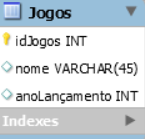 Jogos
idJogos INT
nome VARCHAR(45)
anoLançamento INT
Indexes